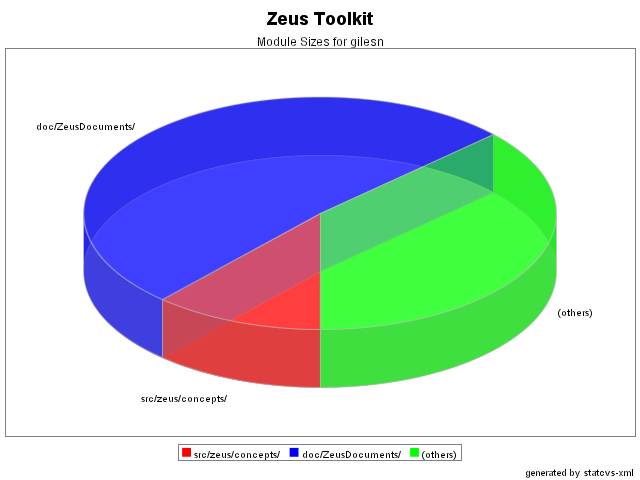 Zeus Toolkit
Module Sizes for gilesn
doc/ZeusDocuments/
(others)
src/zeus/concepts/
src/zeus/concepts/ doc/ZeusDocuments/ (others)
generated by statcvs-xml